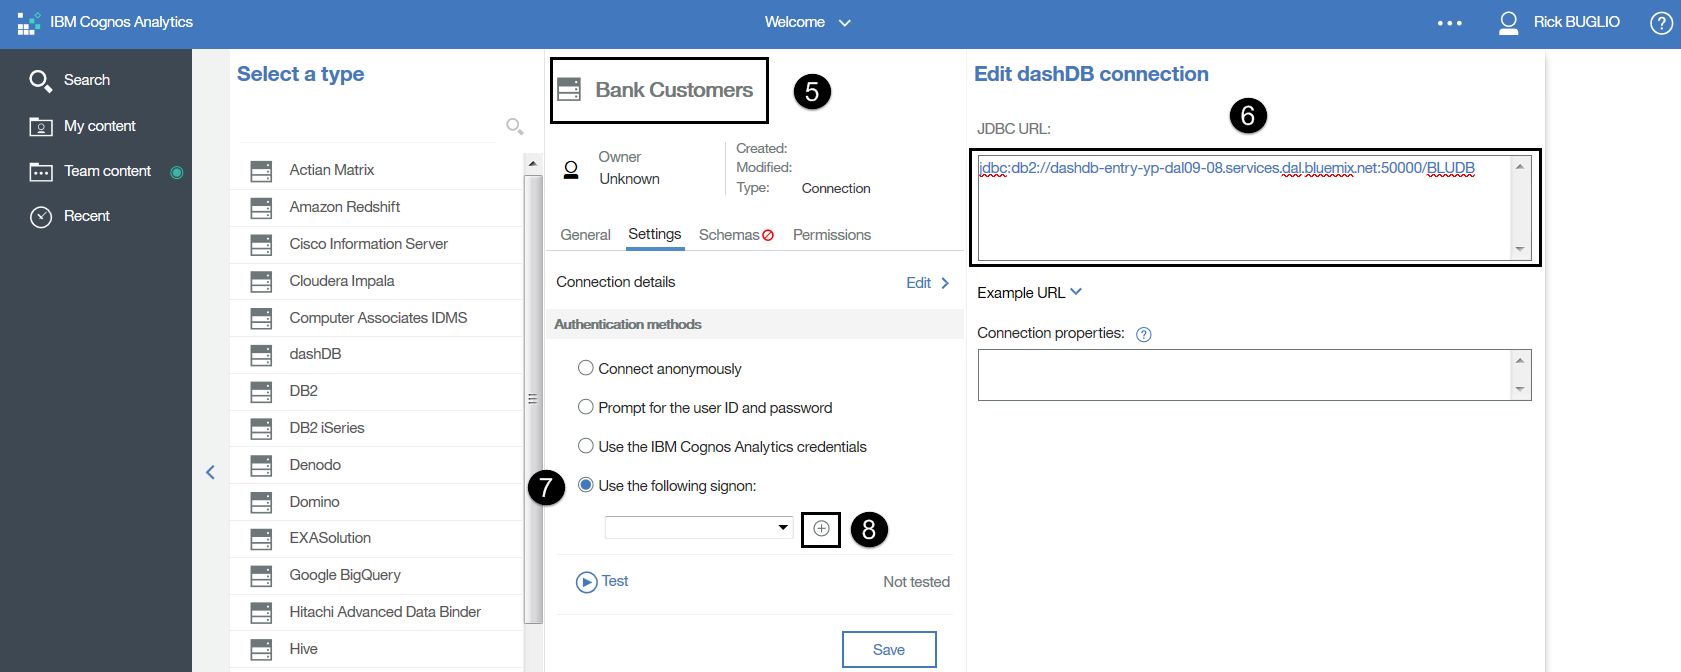 IBM Cognos Analytics
Welcome
Rick BUGLIO
?
Search
My content
Team content
Recent
Select a type
Actian Matrix
Amazon Redshift
Cisco Information Server
Cloudera Impala
Computer Associates IDMS
dashDB
DB2
DB2 iSeries
Denodo
Domino
EXASolution
Google BigQuery
Hitachi Advanced Data Binder
Hive
Bank Customers
5
Owner
Unknown
Created:
Modified:
Type: Connection
General Settings Schemas Permissions
Connection details Edit
Authentication methods
Connect anonymously
Prompt for the user ID and password
Use the IBM Cognos Analytics credentials
7 Use the following signon:
8
Test Not tested
Save
Edit dashDB connection
6
JDBC URL:
jdbc:db2://dashdb-entry-yp-dal09-08.services.dal.bluemix.net:50000/BLUDB
Example URL
Connection properties: ?